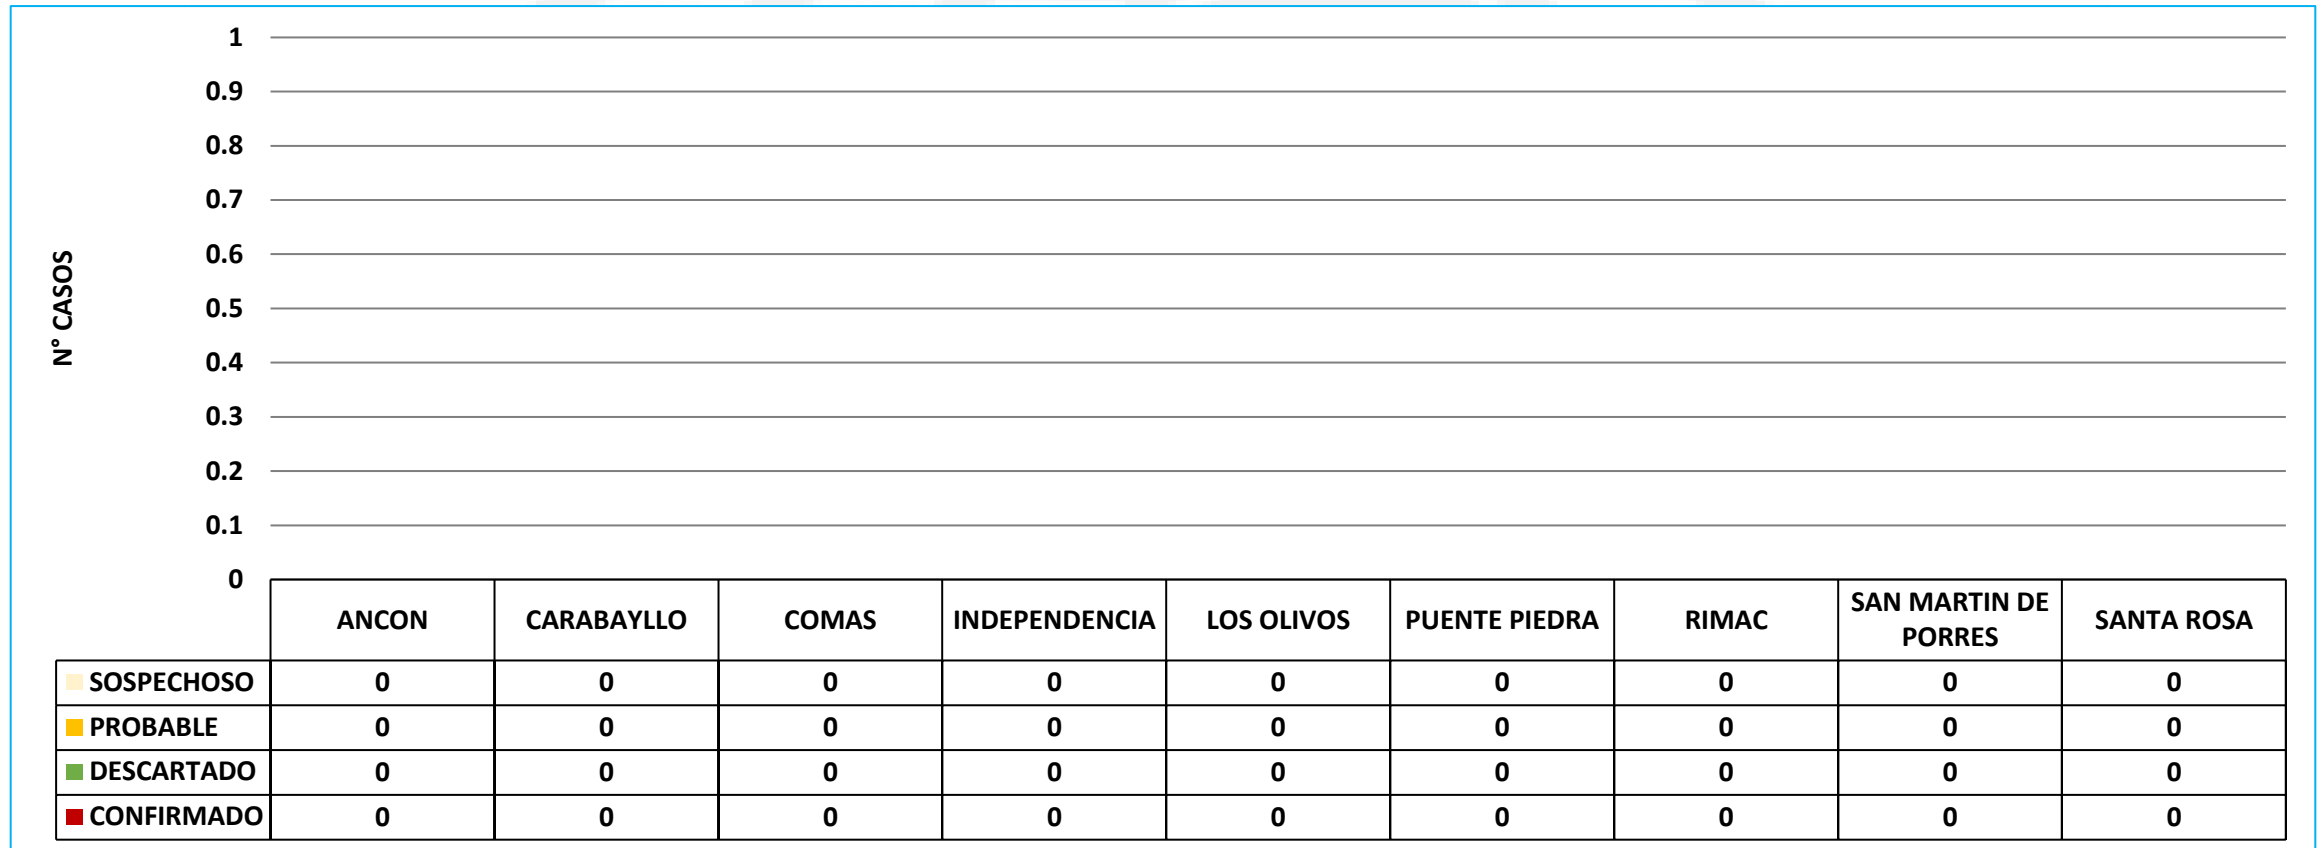 1
0.9
0.8
0.7
0.6
0.5
0.4
0.3
0.2
0.1
0
N° CASOS
ANCON CARABAYLLO COMAS INDEPENDENCIA LOS OLIVOS PUENTE PIEDRA RIMAC SAN MARTIN DE PORRES SANTA ROSA
SOSPECHOSO 0 0 0 0 0 0 0 0 0
PROBABLE 0 0 0 0 0 0 0 0 0
DESCARTADO 0 0 0 0 0 0 0 0 0
CONFIRMADO 0 0 0 0 0 0 0 0 0